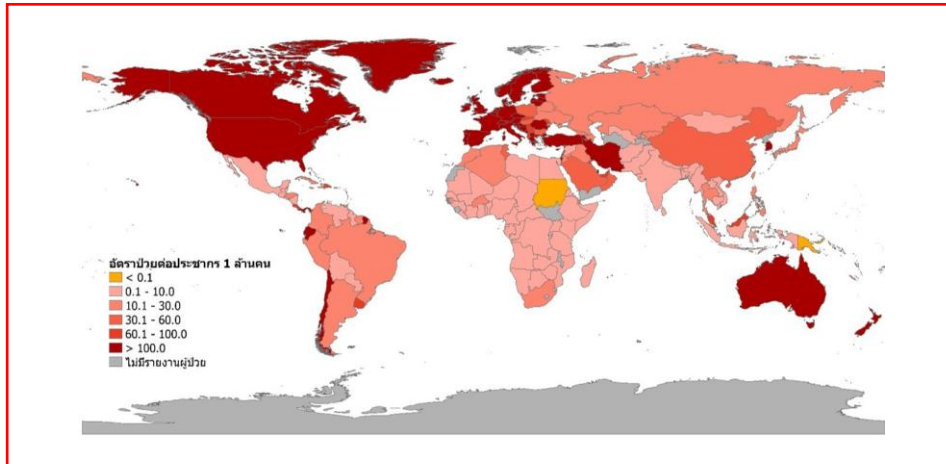 อัตราป่วยต่อประชากร 1 ล้านคน
< 0.1
0.1 - 10.0
10.1 - 30.0
30.1 - 60.0
60.1 - 100.0
> 100.0
ไม่มีรายงานผู้ป่วย